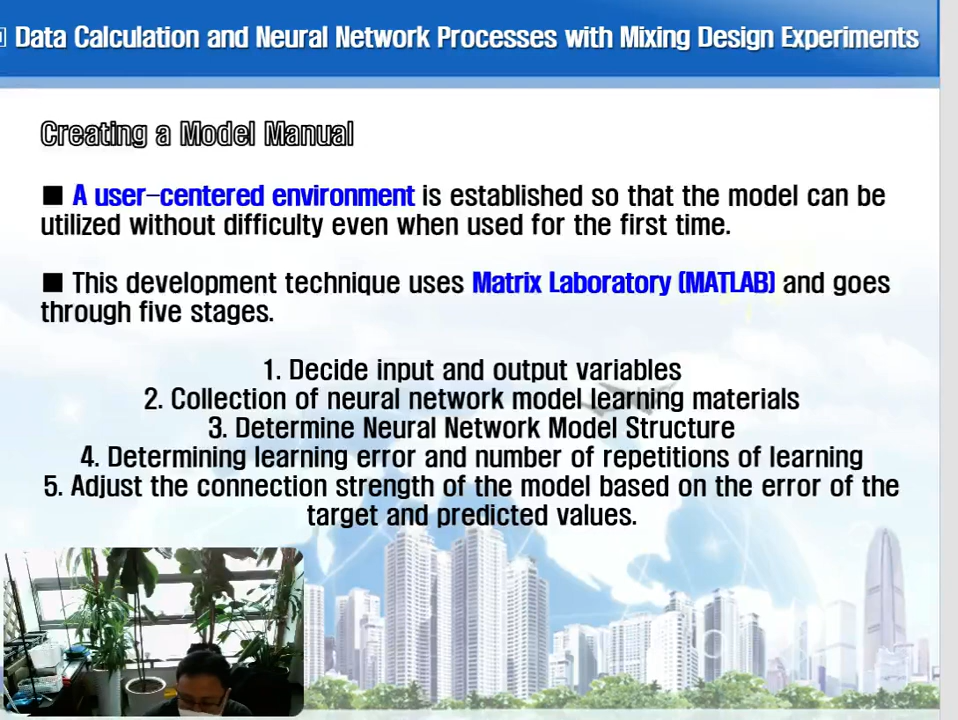 Data Calculation and Neural Network Processes with Mixing Design Experiments
Creating a Model Manual
■ A user-centered environment is established so that the model can be
utilized without difficulty even when used for the first time.
■ This development technique uses Matrix Laboratory (MATLAB) and goes
through five stages.
1. Decide input and output variables
2. Collection of neural network model learning materials
3. Determine Neural Network Model Structure
4. Determining learning error and number of repetitions of learning
5. Adjust the connection strength of the model based on the error of the
target and predicted values.